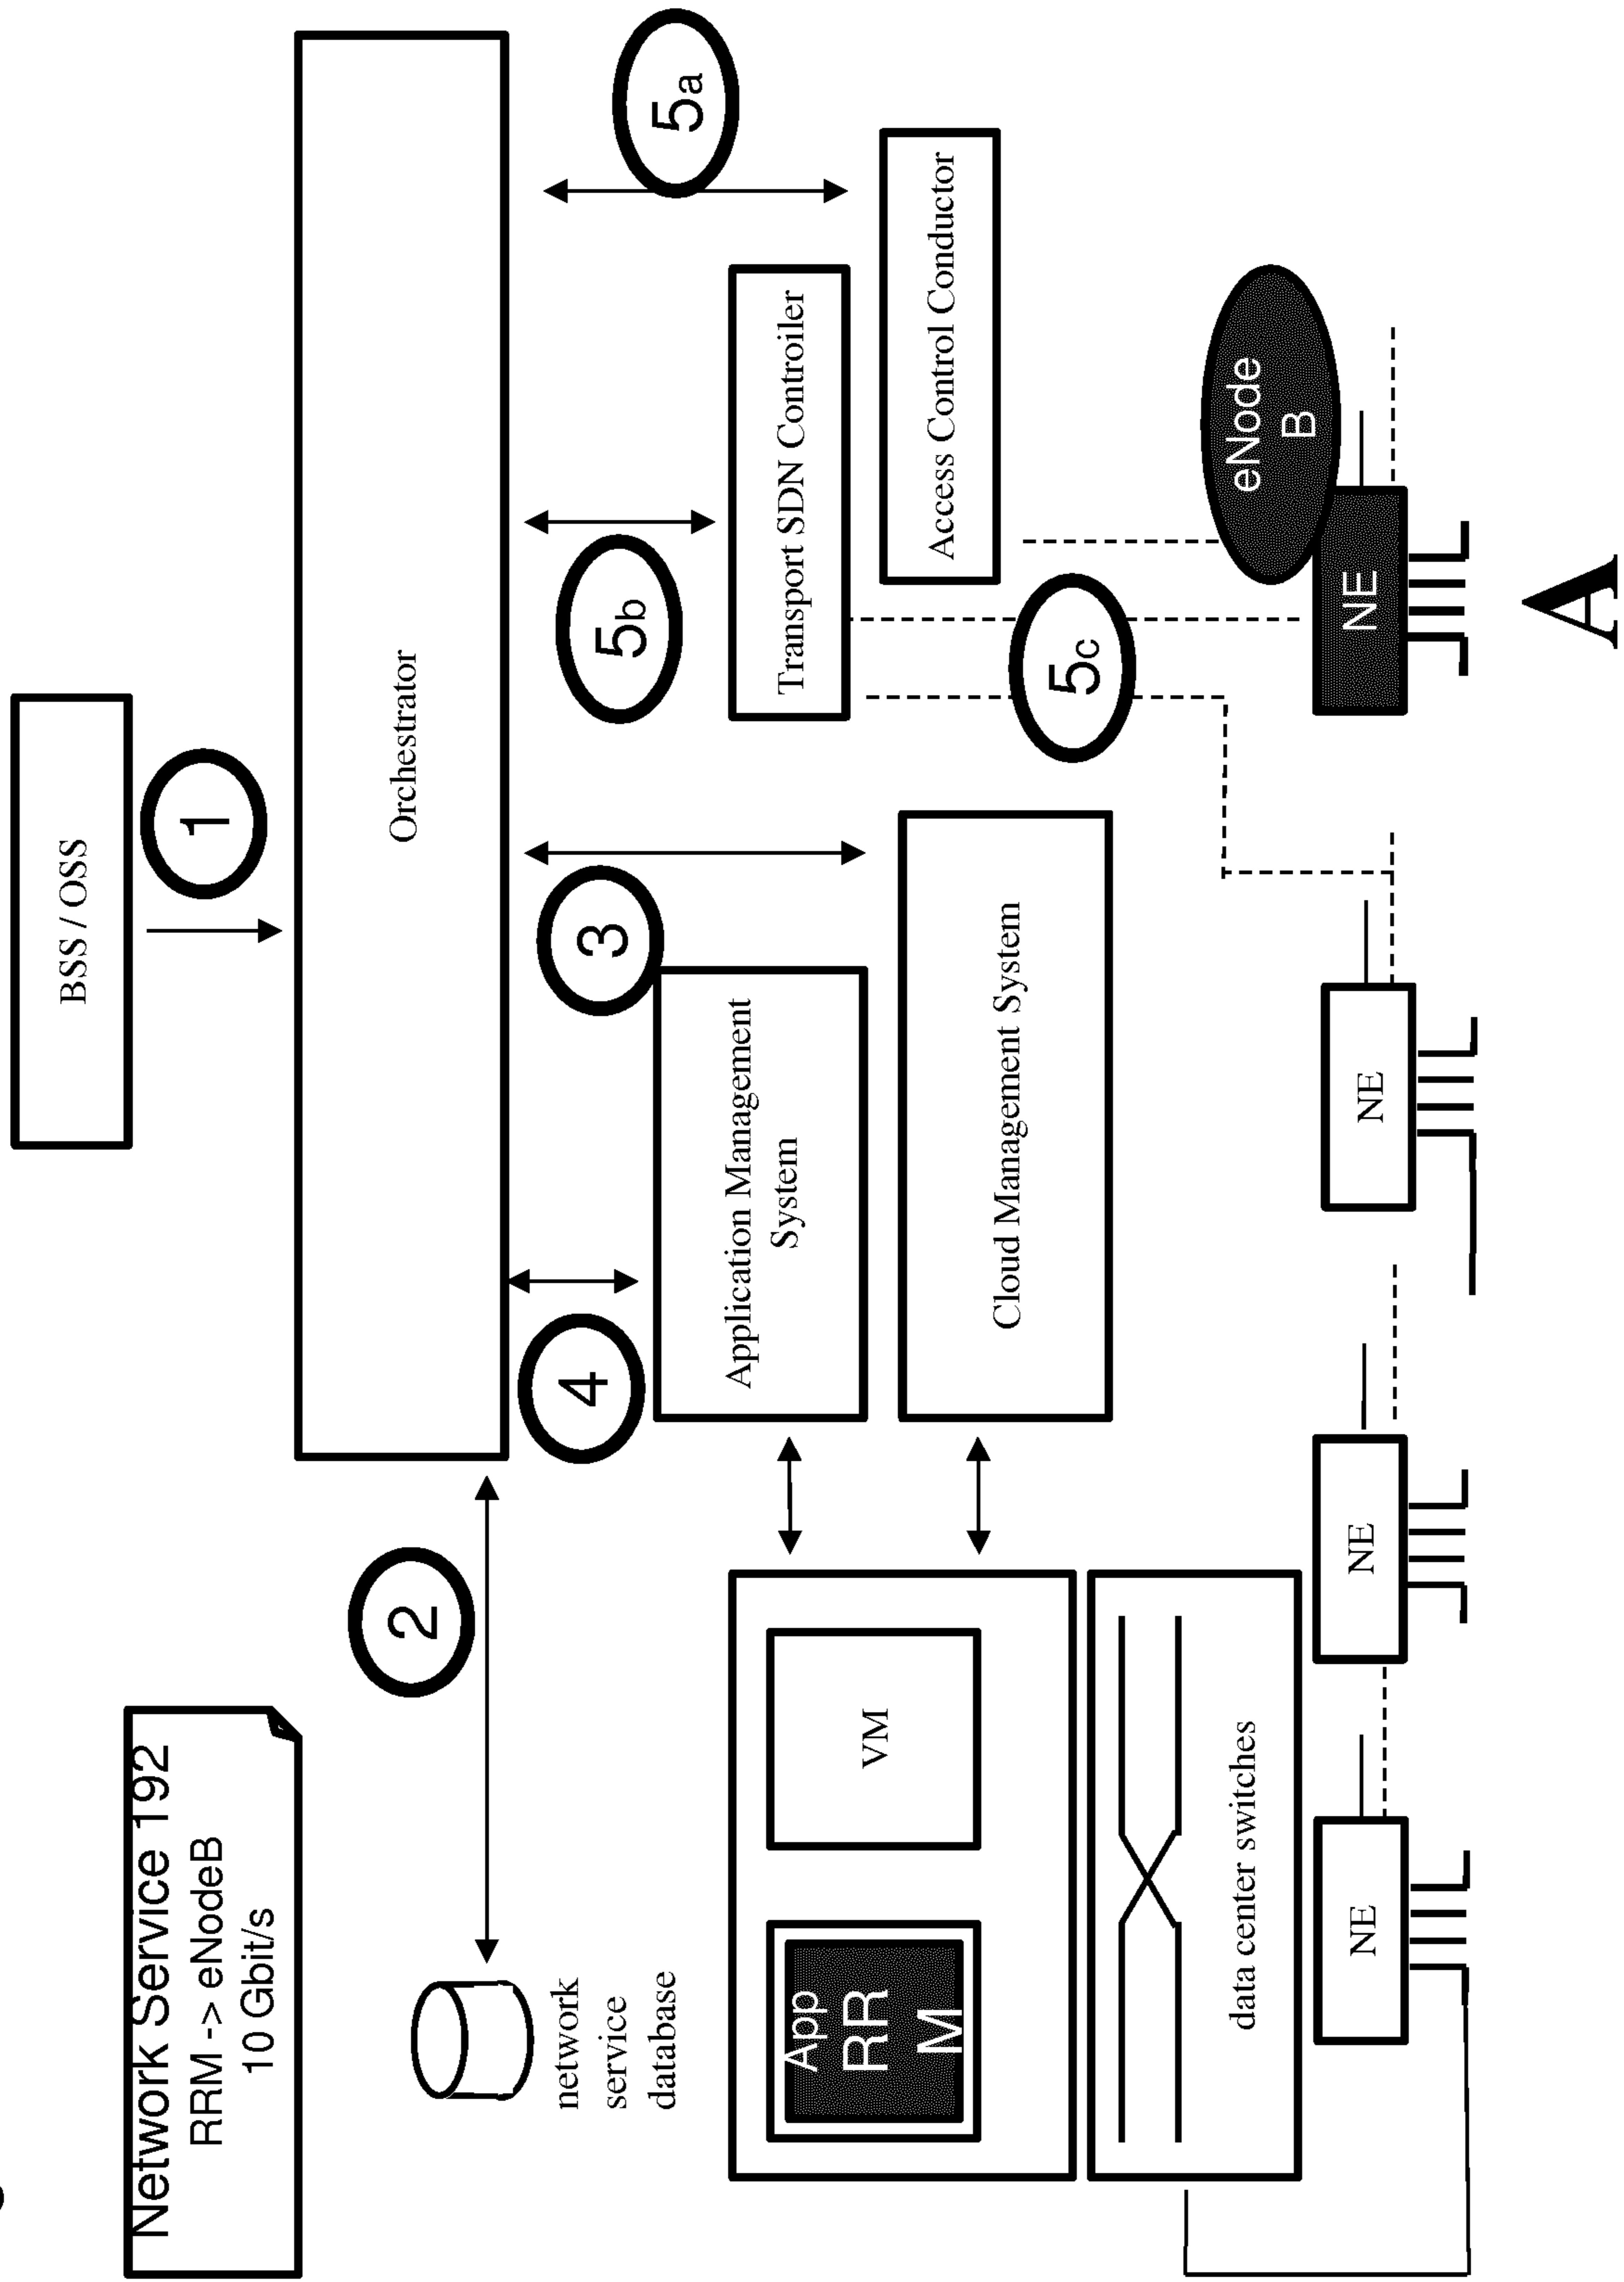 Network Service 192
RRM -> eNodeB
10 Gbit/s
BSS / OSS
1
2
Orchestrator
network
service
database
4
3
5b
5a
App
RR
M
VM
Application Management
System
Transport SDN Controiler
Cloud Management System
Access Control Conductor
5c
data center switches
eNode
B
NE
NE
NE
NE
A